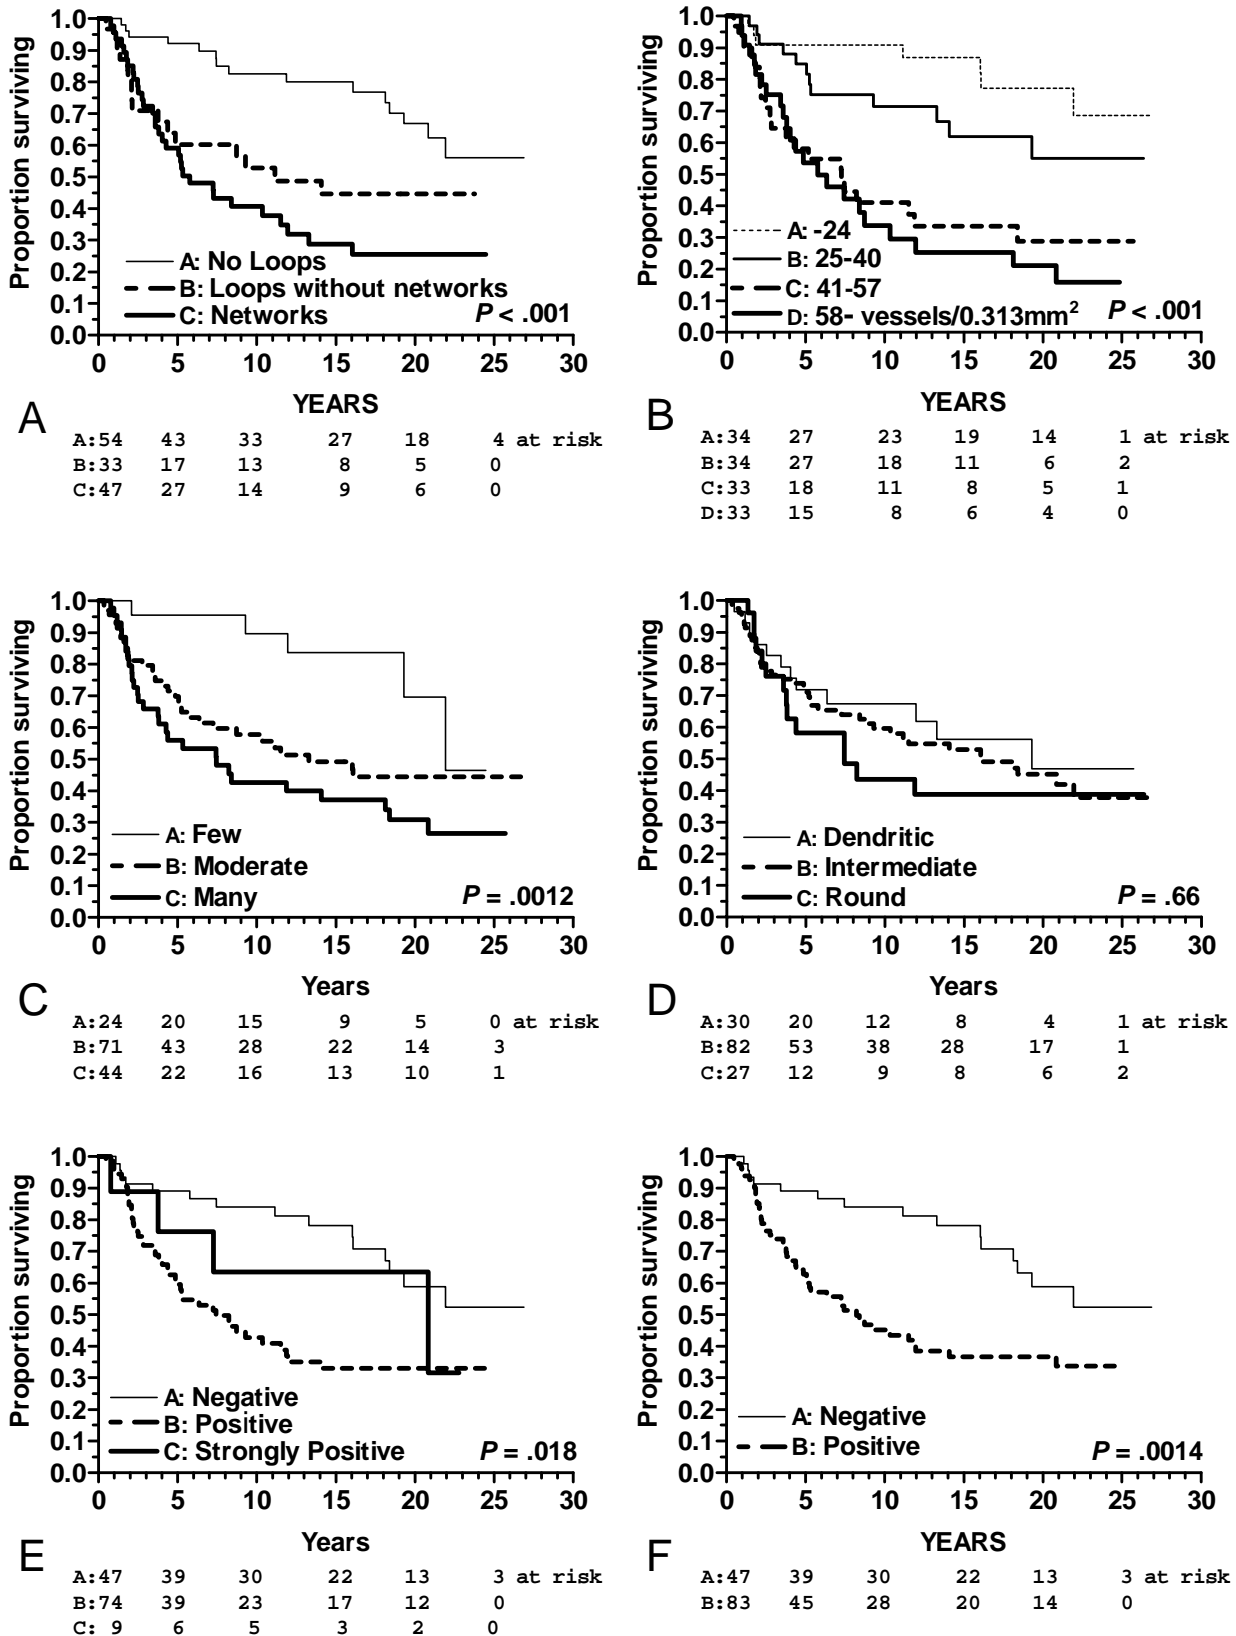 Proportion surviving
1.0
0.9
0.8
0.7
0.6
0.5
0.4
0.3
0.2
0.1
0.0
A: No Loops
B: Loops without networks
C: Networks
P < .001
0 5 10 15 20 25 30
YEARS
A
A:54 43 33 27 18 4 at risk
B:33 17 13 8 5 0
C:47 27 14 9 6 0
Proportion surviving
1.0
0.9
0.8
0.7
0.6
0.5
0.4
0.3
0.2
0.1
0.0
A: -24
B: 25-40
C: 41-57
D: 58- vessels/0.313mm²
P < .001
0 5 10 15 20 25 30
YEARS
B
A:34 27 23 19 14 1 at risk
B:34 27 18 11 6 2
C:33 18 11 8 5 1
D:33 15 8 6 4 0
Proportion surviving
1.0
0.9
0.8
0.7
0.6
0.5
0.4
0.3
0.2
0.1
0.0
A: Few
B: Moderate
C: Many
P = .0012
0 5 10 15 20 25 30
Years
C
A:24 20 15 9 5 0 at risk
B:71 43 28 22 14 3
C:44 22 16 13 10 1
Proportion surviving
1.0
0.9
0.8
0.7
0.6
0.5
0.4
0.3
0.2
0.1
0.0
A: Dendritic
B: Intermediate
C: Round
P = .66
0 5 10 15 20 25 30
Years
D
A:30 20 12 8 4 1 at risk
B:82 53 38 28 17 1
C:27 12 9 8 6 2
Proportion surviving
1.0
0.9
0.8
0.7
0.6
0.5
0.4
0.3
0.2
0.1
0.0
A: Negative
B: Positive
C: Strongly Positive
P = .018
0 5 10 15 20 25 30
Years
E
A:47 39 30 22 13 3 at risk
B:74 39 23 17 12 0
C: 9 6 5 3 2 0
Proportion surviving
1.0
0.9
0.8
0.7
0.6
0.5
0.4
0.3
0.2
0.1
0.0
A: Negative
B: Positive
P = .0014
0 5 10 15 20 25 30
YEARS
F
A:47 39 30 22 13 3 at risk
B:83 45 28 20 14 0